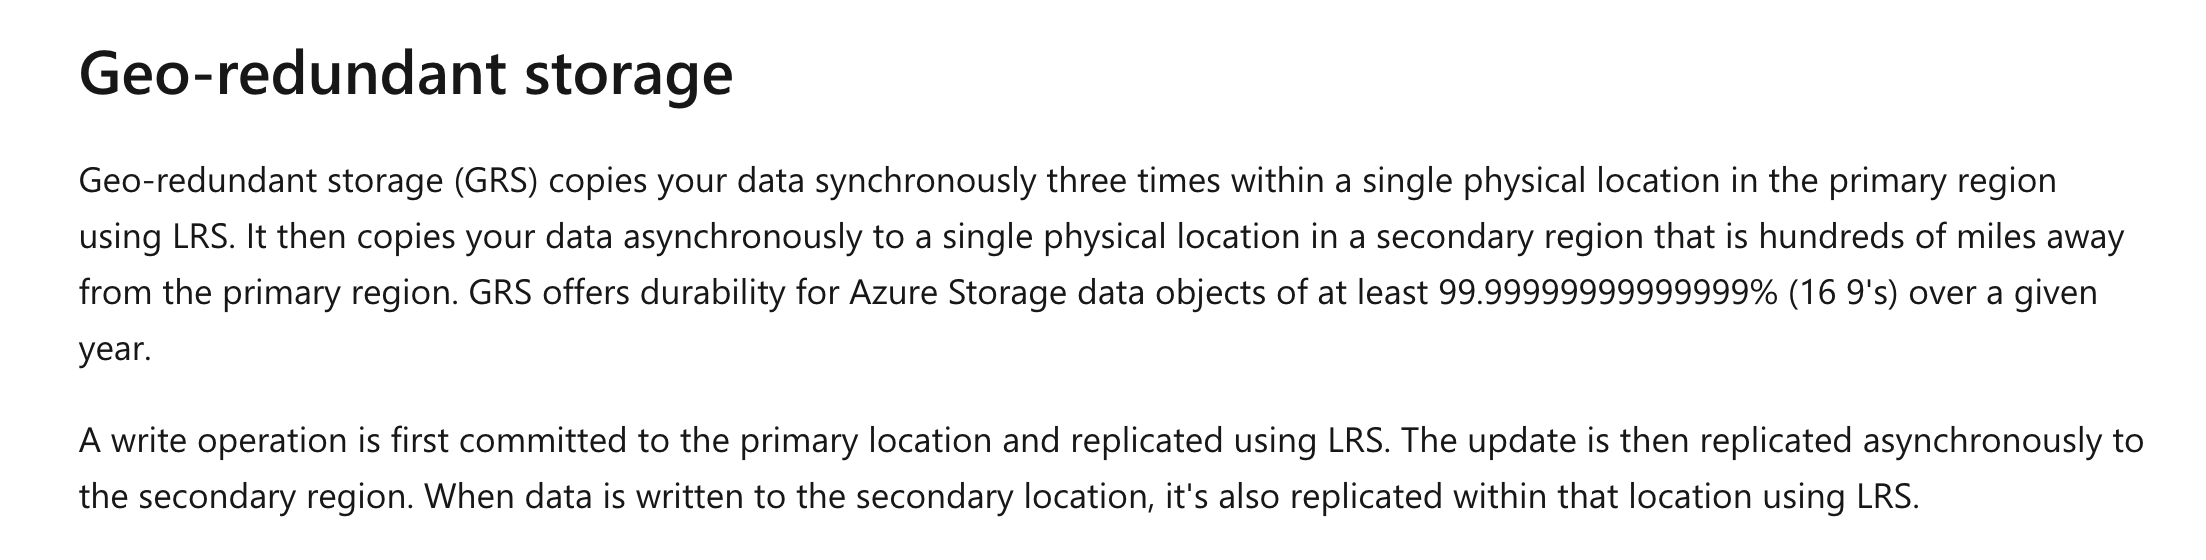 Geo-redundant storage
Geo-redundant storage (GRS) copies your data synchronously three times within a single physical location in the primary region
using LRS. It then copies your data asynchronously to a single physical location in a secondary region that is hundreds of miles away
from the primary region. GRS offers durability for Azure Storage data objects of at least 99.99999999999999% (16 9's) over a given
year.
A write operation is first committed to the primary location and replicated using LRS. The update is then replicated asynchronously to
the secondary region. When data is written to the secondary location, it's also replicated within that location using LRS.